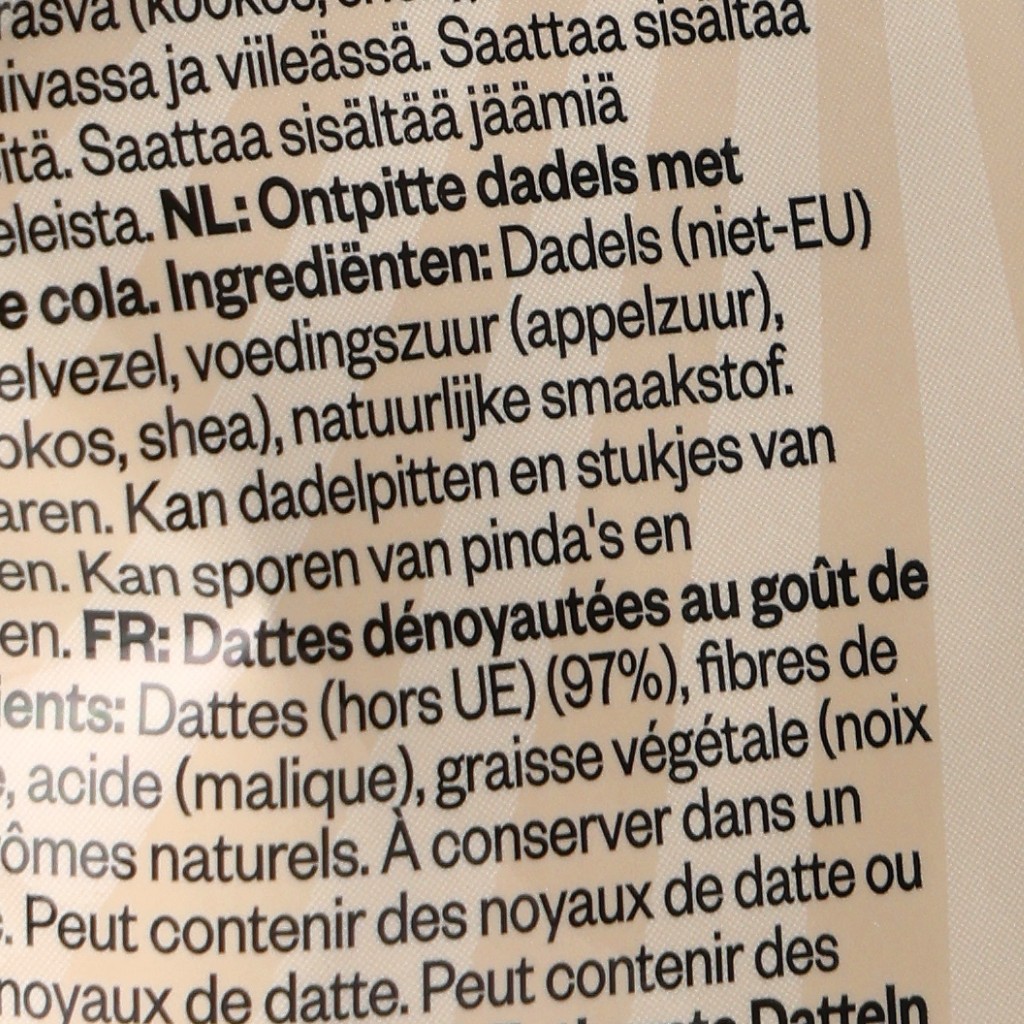 ivassa ja viileässä. Saattaa sisältää
itä. Saattaa sisältää jäämiä
eleista. NL: Ontpitte dadels met
e cola. Ingrediënten: Dadels (niet-EU)
elvezel, voedingszuur (appelzuur),
okos, shea), natuurlijke smaakstof.
aren. Kan dadelpitten en stukjes van
en. Kan sporen van pinda's en
en. FR: Dattes dénoyautées au goût de
ients: Dattes (hors UE) (97%), fibres de
, acide (malique), graisse végétale (noix
ômes naturels. À conserver dans un
. Peut contenir des noyaux de datte ou
noyaux de datte. Peut contenir des
Datteln